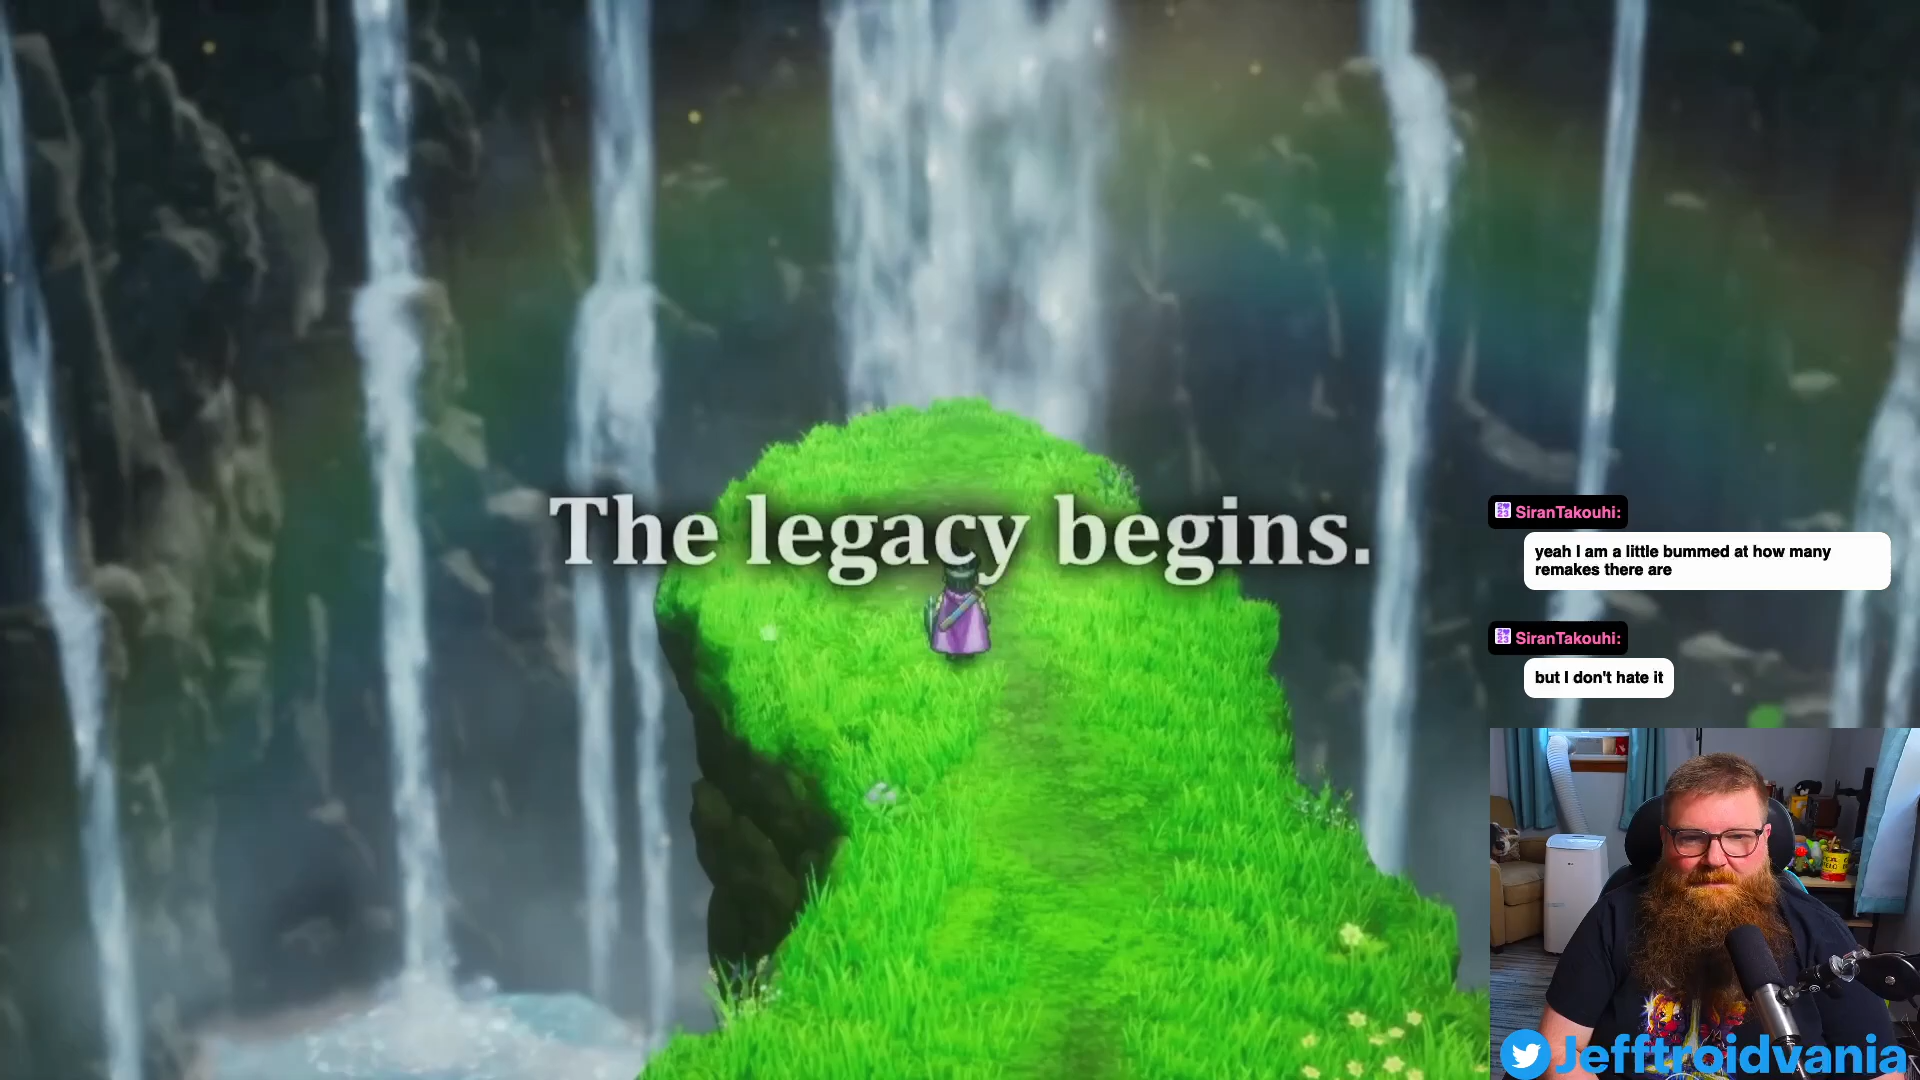 The legacy begins.
SiranTakouhi:
yeah I am a little bummed at how many
remakes there are
SiranTakouhi:
but I don't hate it
Jefftroidvania